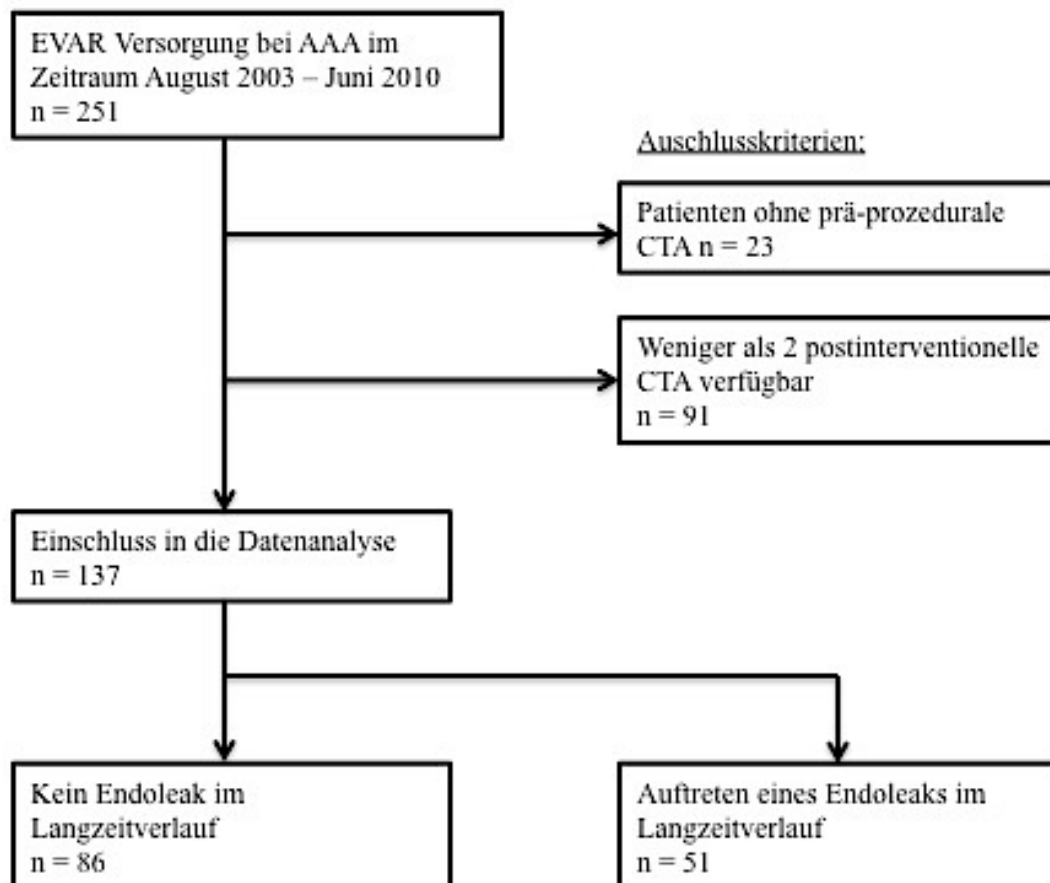 EVAR Versorgung bei AAA im
Zeitraum August 2003 – Juni 2010
n = 251
Auschlusskriterien:
Patienten ohne prä-prozedurale
CTA n = 23
Weniger als 2 postinterventionelle
CTA verfügbar
n = 91
Einschluss in die Datenanalyse
n = 137
Kein Endoleak im
Langzeitverlauf
n = 86
Auftreten eines Endoleaks im
Langzeitverlauf
n = 51